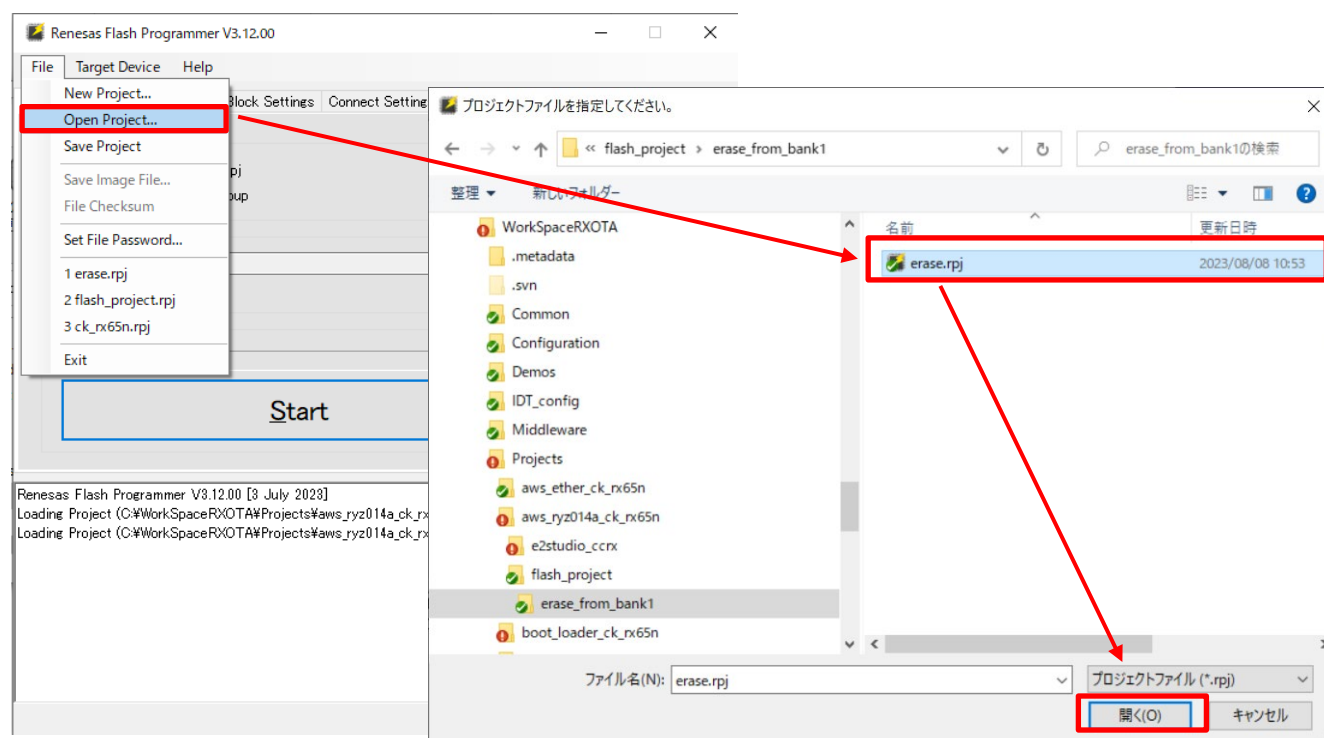 Renesas Flash Programmer V3.12.00
File Target Device Help
New Project...
Open Project...
Save Project
Save Image File...
File Checksum
Set File Password...
1 erase.rpj
2 flash_project.rpj
3 ck_rx65n.rpj
Exit
Block Settings Connect Setting
pj
oup
Start
Renesas Flash Programmer V3.12.00 [3 July 2023]
Loading Project (C:¥WorkSpaceRXOTA¥Projects¥aws_ryz014a_ck_rx
Loading Project (C:¥WorkSpaceRXOTA¥Projects¥aws_ryz014a_ck_rx
プロジェクトファイルを指定してください。
« flash_project › erase_from_bank1
erase_from_bank1の検索
整理 新しいフォルダー
WorkSpaceRXOTA
.metadata
.svn
Common
Configuration
Demos
IDT_config
Middleware
Projects
aws_ether_ck_rx65n
aws_ryz014a_ck_rx65n
e2studio_ccrx
flash_project
erase_from_bank1
boot_loader_ck_rx65n
名前 更新日時
erase.rpj 2023/08/08 10:53
ファイル名(N): erase.rpj
プロジェクトファイル (*.rpj)
開く(O) キャンセル